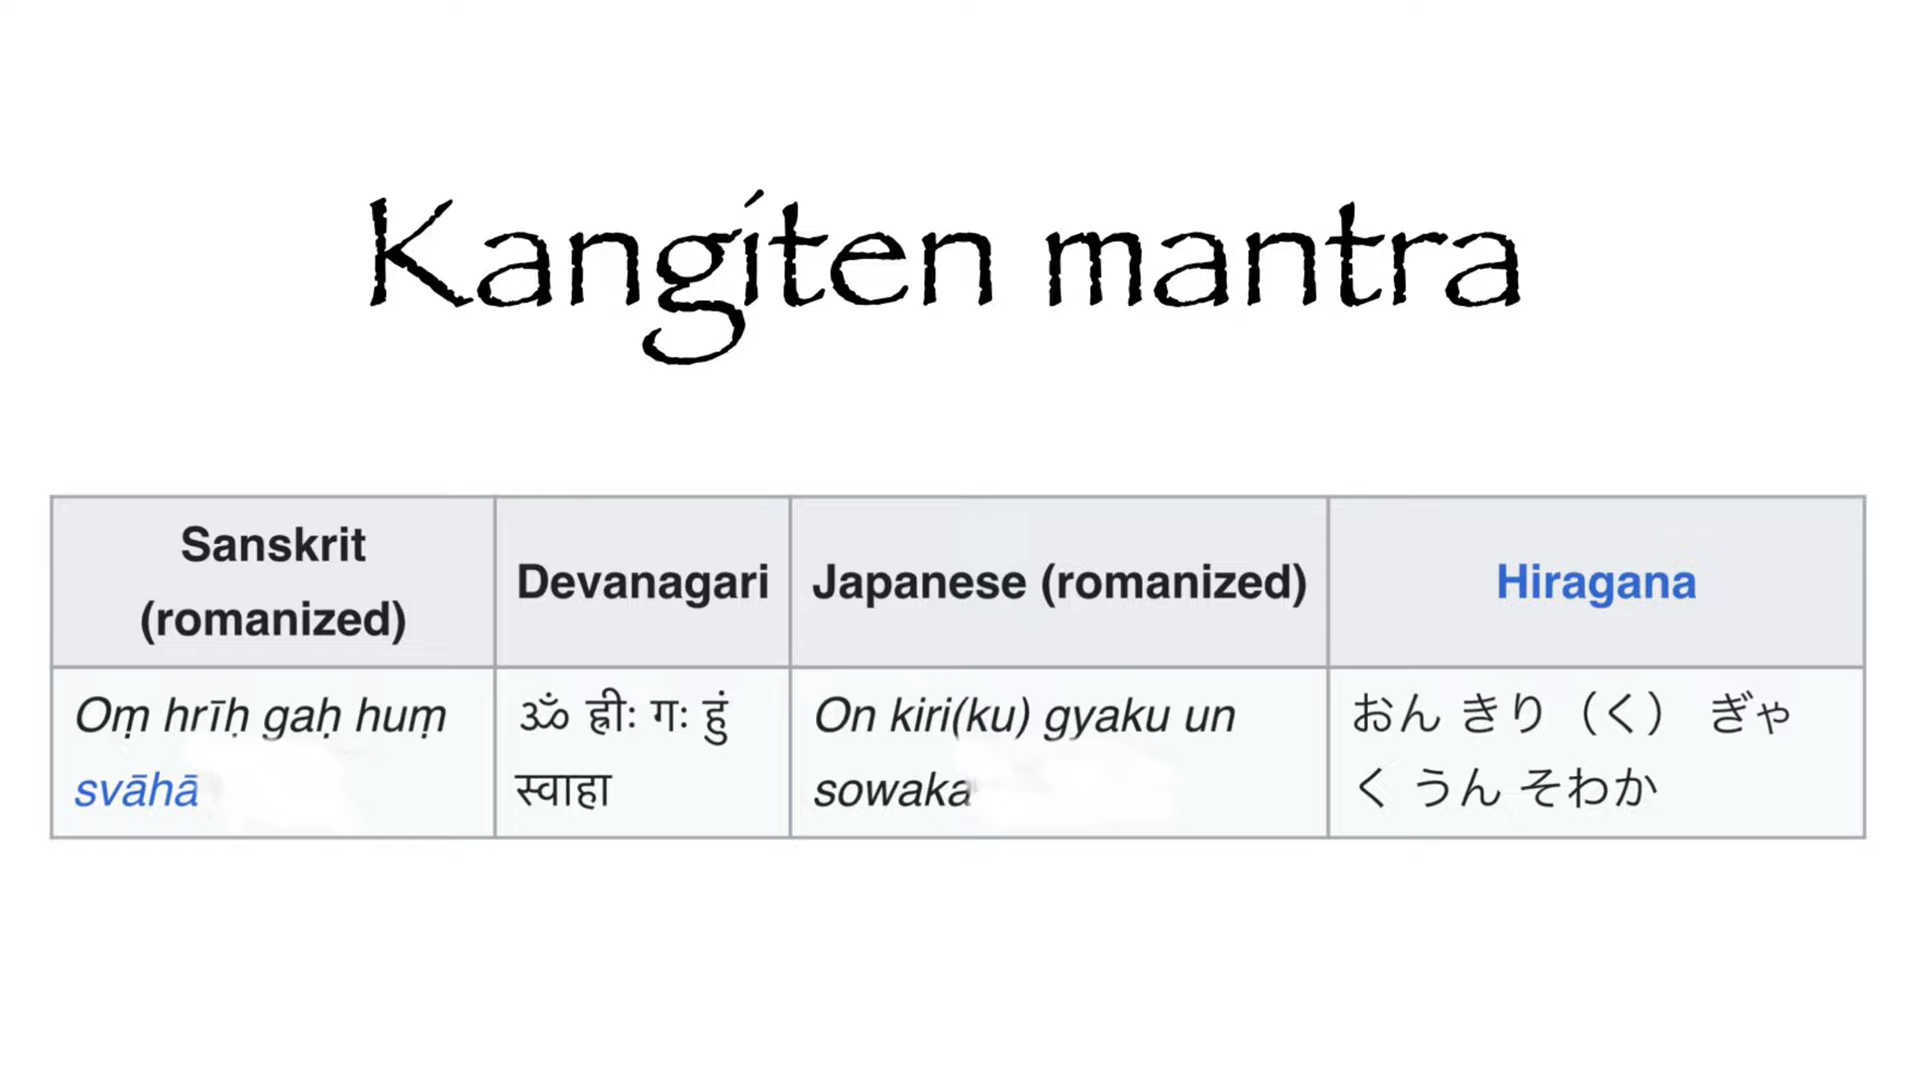 Kangiten mantra
Sanskrit
(romanized)
Devanagari
Japanese (romanized)
Hiragana
Oṃ hrīḥ gaḥ huṃ
svāhā
ॐ ह्रीः गः हुं
स्वाहा
On kiri(ku) gyaku un
sowaka
おん きり（く） ぎゃ
く うん そわか